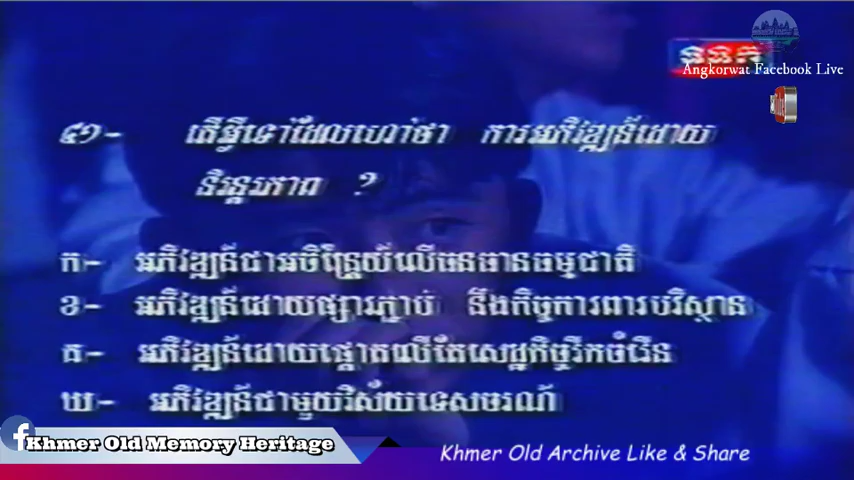 ទទក
Angkorwat Facebook Live
៤១- តើអ្វីទៅដែលហៅថា ការអភិវឌ្ឍន៍ដោយ
និរន្តរភាព ?
ក- អភិវឌ្ឍន៍ជាអចិន្ត្រៃយ៍លើធនធានធម្មជាតិ
ខ- អភិវឌ្ឍន៍ដោយផ្សារភ្ជាប់ នឹងកិច្ចការពារបរិស្ថាន
គ- អភិវឌ្ឍន៍ដោយផ្តោតលើតែសេដ្ឋកិច្ចរីកចំរើន
ឃ- អភិវឌ្ឍន៍ជាមួយវិស័យទេសចរណ៍
Khmer Old Memory Heritage
Khmer Old Archive Like & Share